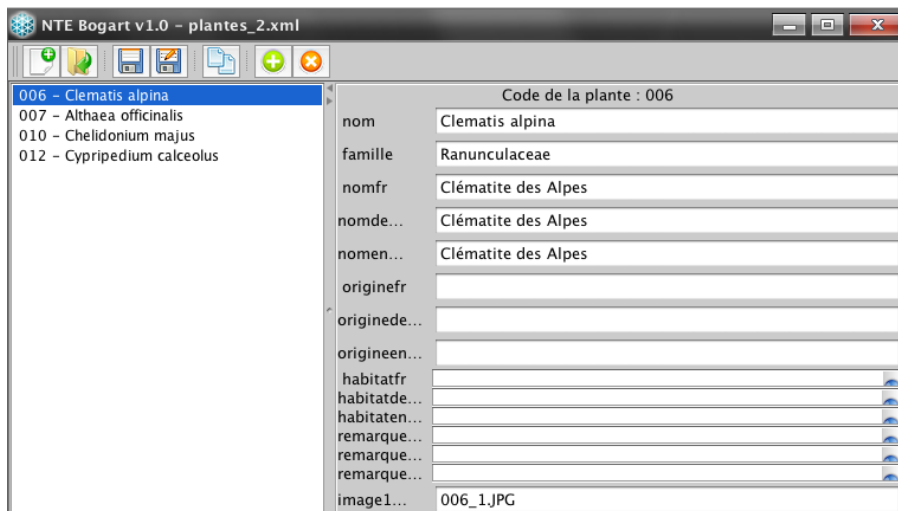 NTE Bogart v1.0 – plantes_2.xml
006 – Clematis alpina
007 – Althaea officinalis
010 – Chelidonium majus
012 – Cypripedium calceolus
Code de la plante : 006
nom Clematis alpina
famille Ranunculaceae
nomfr Clématite des Alpes
nomde... Clématite des Alpes
nomen... Clématite des Alpes
originefr
originede...
origineen...
habitatfr
habitatde...
habitaten...
remarque...
remarque...
remarque...
image1... 006_1.JPG